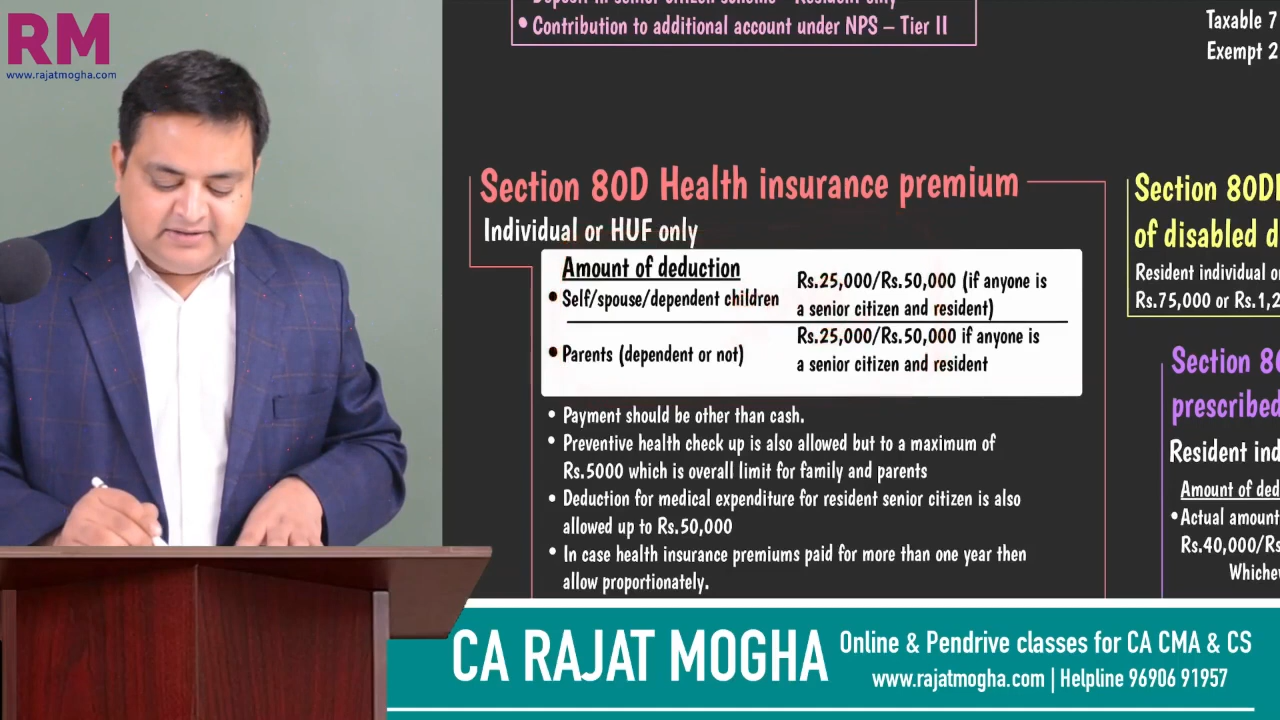 RM
www.rajatmogha.com
• Contribution to additional account under NPS – Tier II
Taxable 7
Exempt 2
Section 80D Health insurance premium
Individual or HUF only
Amount of deduction
• Self/spouse/dependent children
Rs.25,000/Rs.50,000 (if anyone is
a senior citizen and resident)
• Parents (dependent or not)
Rs.25,000/Rs.50,000 if anyone is
a senior citizen and resident
• Payment should be other than cash.
• Preventive health check up is also allowed but to a maximum of
Rs.5000 which is overall limit for family and parents
• Deduction for medical expenditure for resident senior citizen is also
allowed up to Rs.50,000
• In case health insurance premiums paid for more than one year then
allow proportionately.
Section 80D
of disabled d
Resident individual o
Rs.75,000 or Rs.1,2
Section 8
prescribed
Resident ind
Amount of ded
• Actual amount
Rs.40,000/Rs
Whicheve
CA RAJAT MOGHA
Online & Pendrive classes for CA CMA & CS
www.rajatmogha.com | Helpline 96906 91957